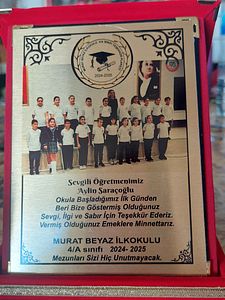 2024-2025
Sevgili Öğretmenimiz
Aylin Saraçoğlu
Okula Başladığımız İlk Günden
Beri Bize Göstermiş Olduğunuz
Sevgi, İlgi ve Sabır İçin Teşekkür Ederiz.
Vermiş Olduğunuz Emeklere Minnettarız.
MURAT BEYAZ İLKOKULU
4/A sınıfı 2024- 2025
Mezunları Sizi Hiç Unutmayacak.